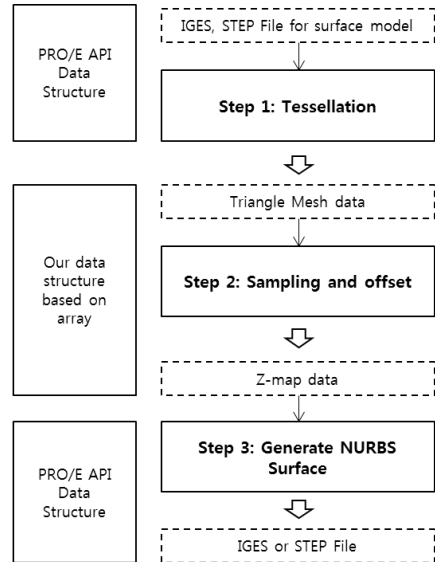 IGES, STEP File for surface model
PRO/E API
Data
Structure
Step 1: Tessellation
Triangle Mesh data
Our data
structure
based on
array
Step 2: Sampling and offset
Z-map data
PRO/E API
Data
Structure
Step 3: Generate NURBS
Surface
IGES or STEP File